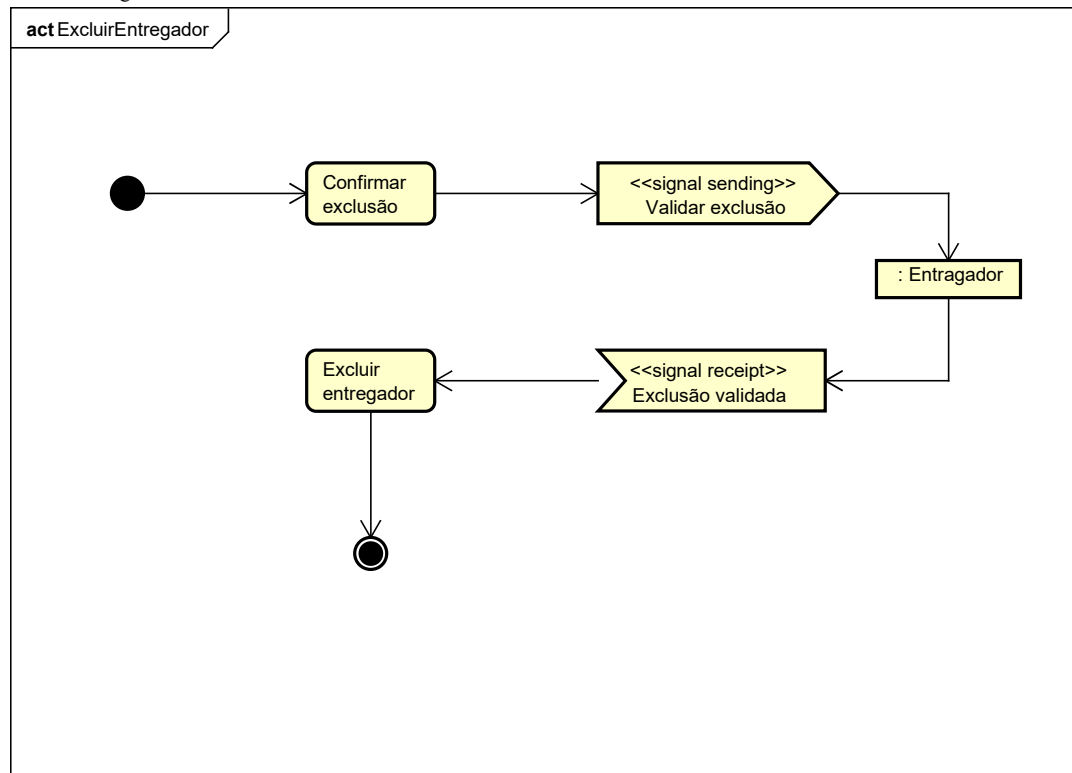 act ExcluirEntregador
Confirmar
exclusão
<<signal sending>>
Validar exclusão
: Entragador
Excluir
entregador
<<signal receipt>>
Exclusão validada